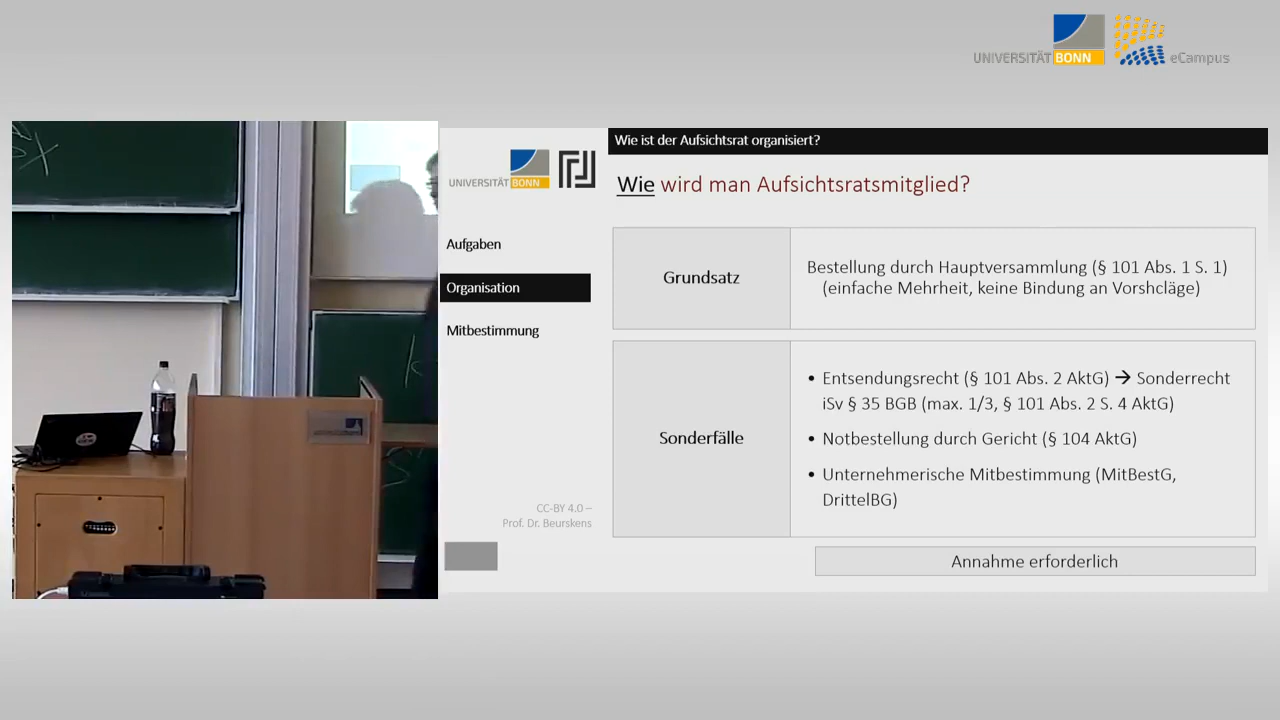 UNIVERSITÄT BONN
eCampus
Wie ist der Aufsichtsrat organisiert?
UNIVERSITÄT BONN
Wie wird man Aufsichtsratsmitglied?
Aufgaben
Organisation
Mitbestimmung
Grundsatz
Bestellung durch Hauptversammlung (§ 101 Abs. 1 S. 1)
(einfache Mehrheit, keine Bindung an Vorshcläge)
Sonderfälle
• Entsendungsrecht (§ 101 Abs. 2 AktG) → Sonderrecht
iSv § 35 BGB (max. 1/3, § 101 Abs. 2 S. 4 AktG)
• Notbestellung durch Gericht (§ 104 AktG)
• Unternehmerische Mitbestimmung (MitBestG,
DrittelBG)
CC-BY 4.0 –
Prof. Dr. Beurskens
Annahme erforderlich